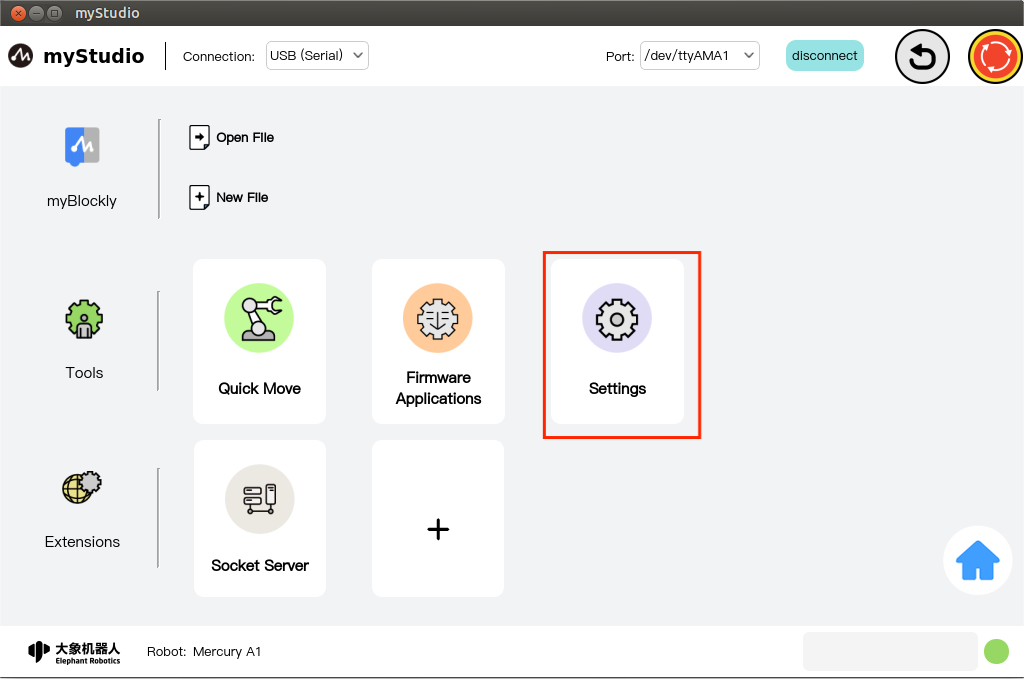 myStudio
myStudio
Connection: USB (Serial)
Port: /dev/ttyAMA1
disconnect
myBlockly
Open File
New File
Tools
Quick Move
Firmware
Applications
Settings
Extensions
Socket Server
大象机器人
Elephant Robotics
Robot: Mercury A1